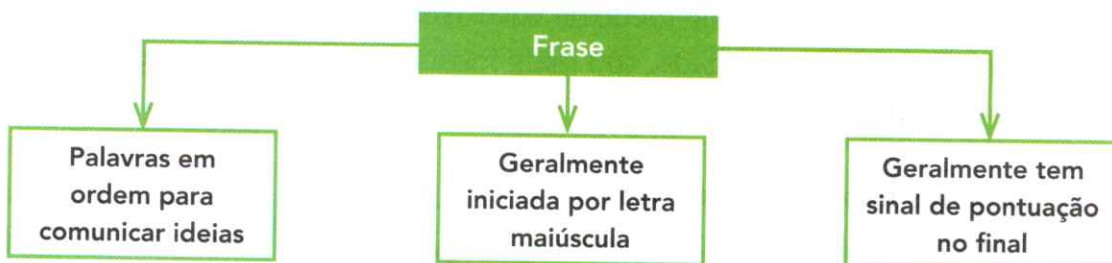 Frase
Palavras em
ordem para
comunicar ideias
Geralmente
iniciada por letra
maiúscula
Geralmente tem
sinal de pontuação
no final